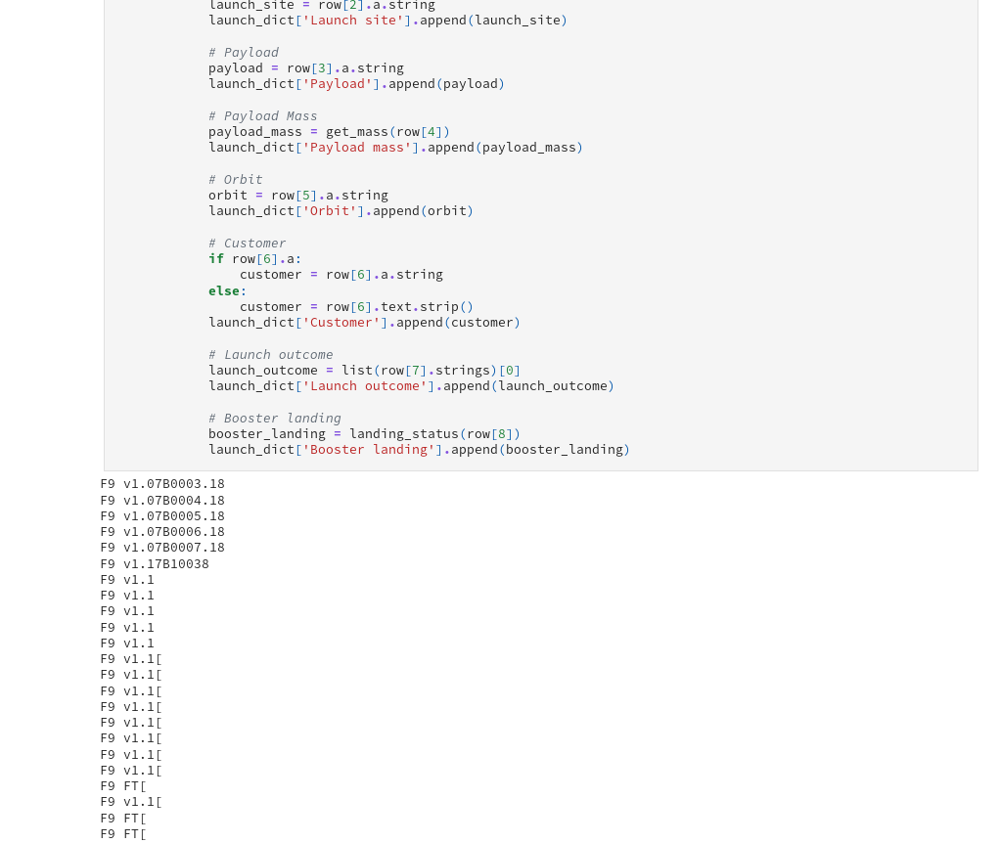 launch_site = row[2].a.string
launch_dict['Launch site'].append(launch_site)
# Payload
payload = row[3].a.string
launch_dict['Payload'].append(payload)
# Payload Mass
payload_mass = get_mass(row[4])
launch_dict['Payload mass'].append(payload_mass)
# Orbit
orbit = row[5].a.string
launch_dict['Orbit'].append(orbit)
# Customer
if row[6].a:
    customer = row[6].a.string
else:
    customer = row[6].text.strip()
launch_dict['Customer'].append(customer)
# Launch outcome
launch_outcome = list(row[7].strings)[0]
launch_dict['Launch outcome'].append(launch_outcome)
# Booster landing
booster_landing = landing_status(row[8])
launch_dict['Booster landing'].append(booster_landing)
F9 v1.07B0003.18
F9 v1.07B0004.18
F9 v1.07B0005.18
F9 v1.07B0006.18
F9 v1.07B0007.18
F9 v1.17B10038
F9 v1.1
F9 v1.1
F9 v1.1
F9 v1.1
F9 v1.1
F9 v1.1[
F9 v1.1[
F9 v1.1[
F9 v1.1[
F9 v1.1[
F9 v1.1[
F9 v1.1[
F9 v1.1[
F9 FT[
F9 v1.1[
F9 FT[
F9 FT[